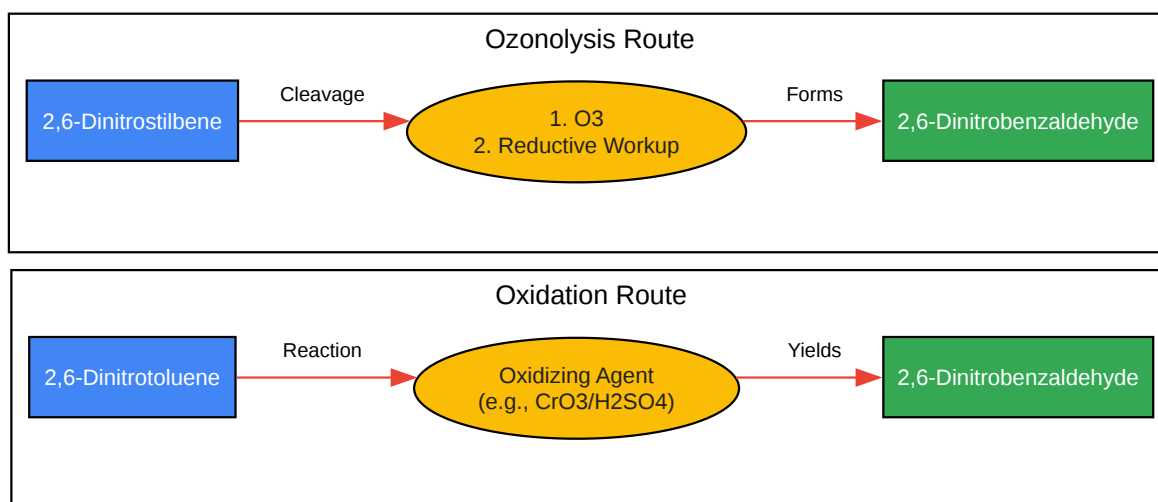 Ozonolysis Route
2,6-Dinitrostilbene
Cleavage
1. O3
2. Reductive Workup
Forms
2,6-Dinitrobenzaldehyde
Oxidation Route
2,6-Dinitrotoluene
Reaction
Oxidizing Agent
(e.g., CrO3/H2SO4)
Yields
2,6-Dinitrobenzaldehyde